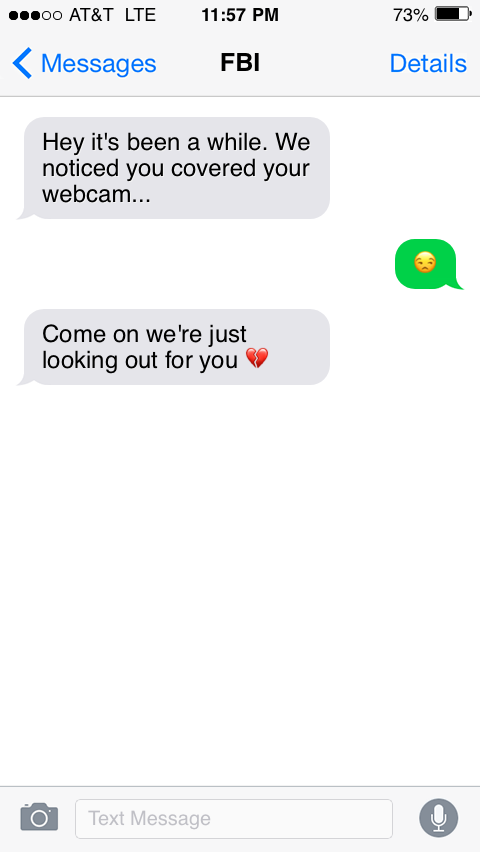 AT&T LTE 11:57 PM 73%
Messages FBI Details
Hey it's been a while. We
noticed you covered your
webcam...
😒
Come on we're just
looking out for you 💔
Text Message